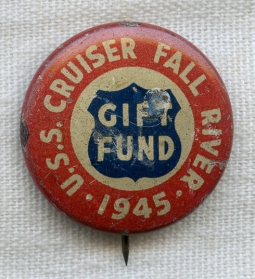 U.S.S. CRUISER FALL RIVER
· 1945 ·
GIFT
FUND